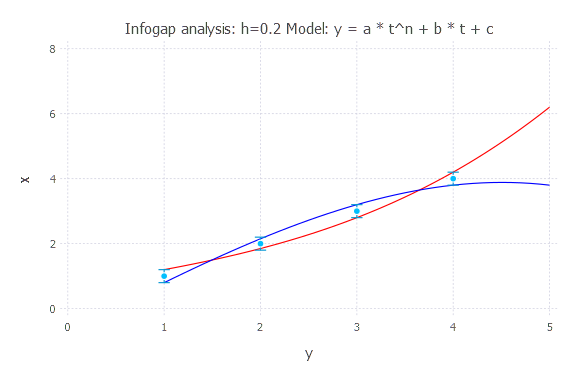 Infogap analysis: h=0.2 Model: y = a * t^n + b * t + c
8
6
4
2
0
x
0 1 2 3 4 5
y